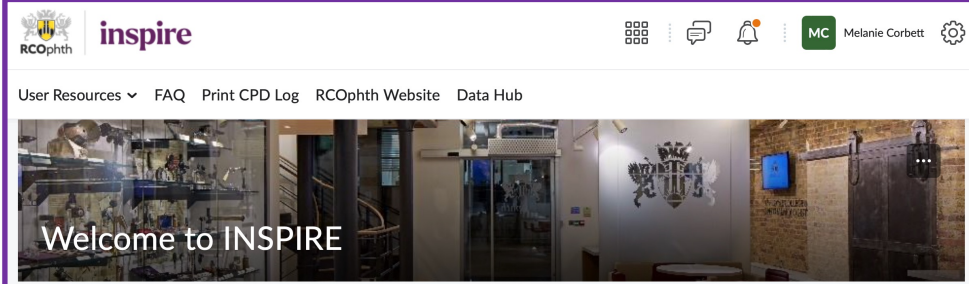 RCOphth
inspire
MC Melanie Corbett
User Resources FAQ Print CPD Log RCOphth Website Data Hub
Welcome to INSPIRE